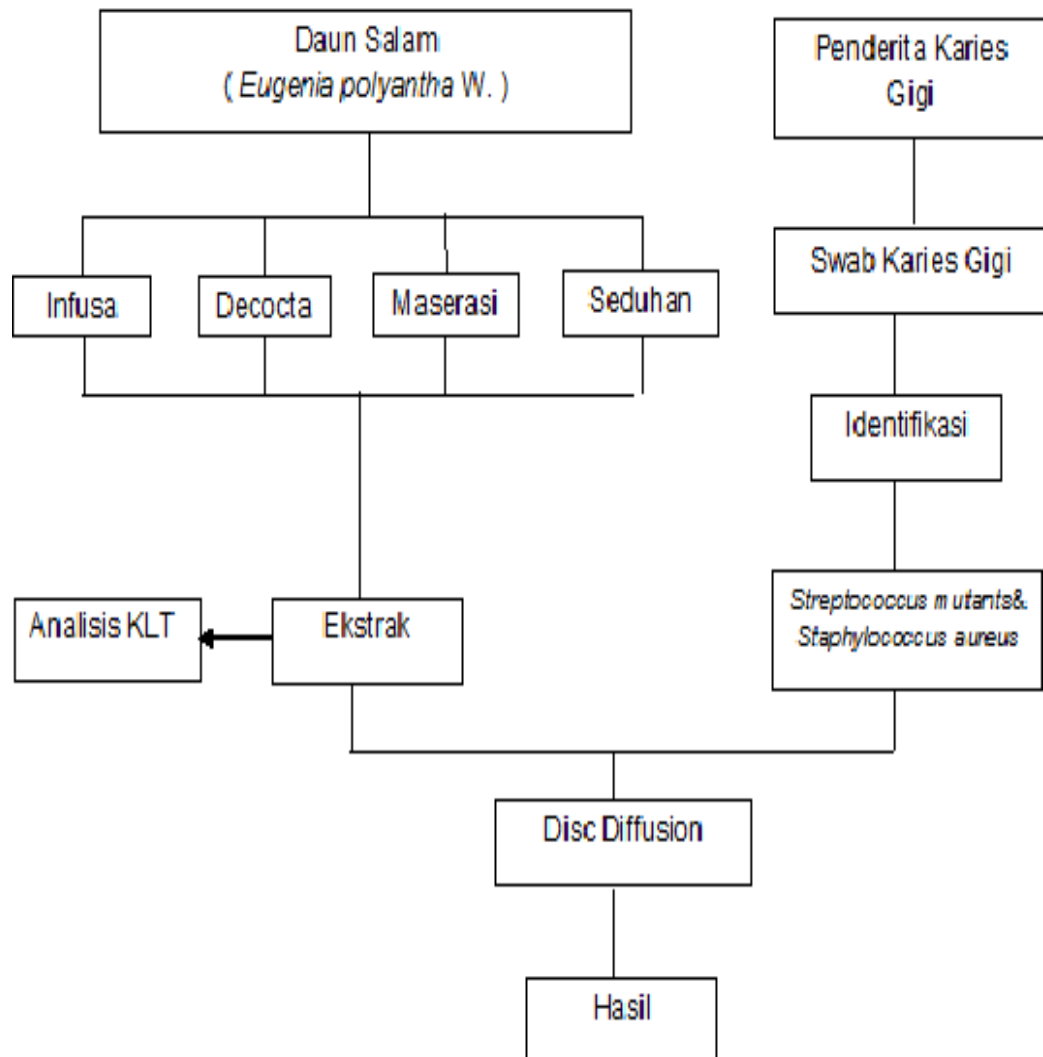 Daun Salam
( Eugenia polyantha W. )
Penderita Karies
Gigi
Swab Karies Gigi
Infusa
Decocta
Maserasi
Seduhan
Identifikasi
Streptococcus mutants&.
Staphylococcus aureus
Analisis KLT
Ekstrak
Disc Diffusion
Hasil